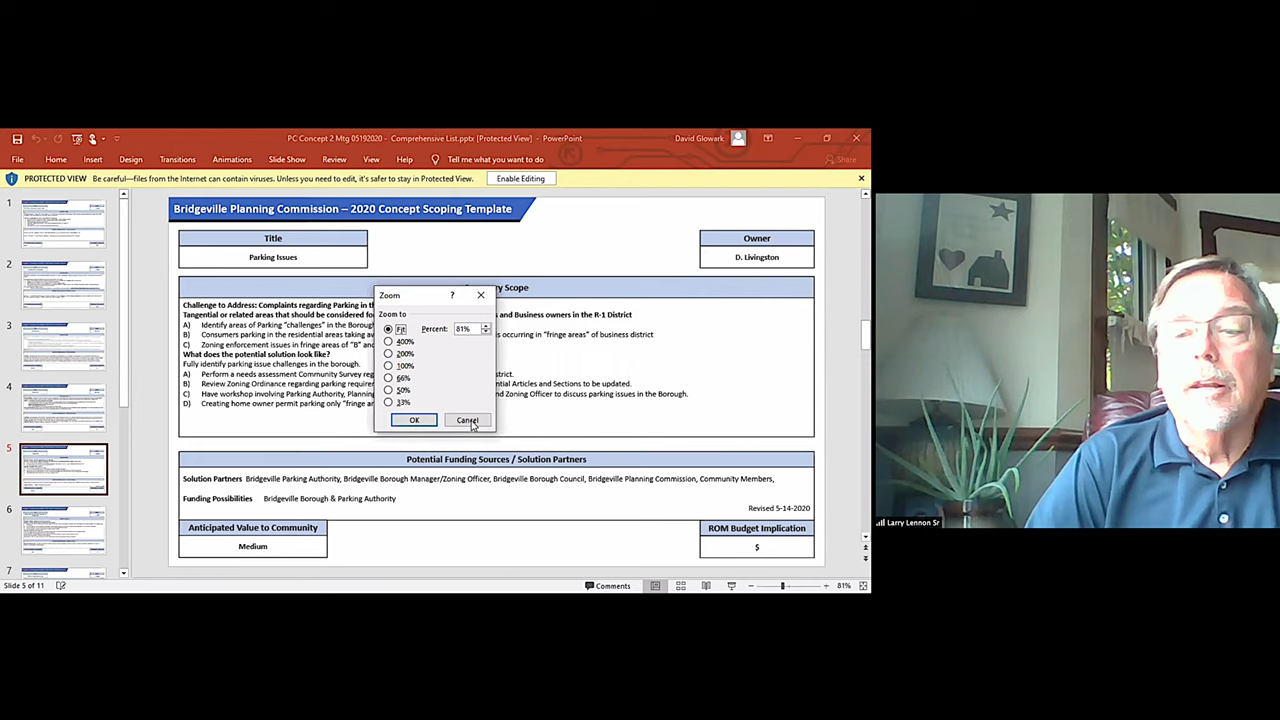 PC Concept 2 Mtg 05192020 - Comprehensive List.pptx [Protected View] - PowerPoint
David Glowark
File Home Insert Design Transitions Animations Slide Show Review View Help Tell me what you want to do Share
PROTECTED VIEW Be careful—files from the Internet can contain viruses. Unless you need to edit, it's safer to stay in Protected View. Enable Editing
1
2
3
4
5
6
7
Bridgeville Planning Commission – 2020 Concept Scoping Template
Title
Parking Issues
Owner
D. Livingston
Scope
Challenge to Address: Complaints regarding Parking in
Tangential or related areas that should be considered and Business owners in the R-1 District
A) Identify areas of Parking "challenges" in the
B) Consumers parking in the residential areas taking occurring in "fringe areas" of business district
C) Zoning enforcement issues in fringe areas of "B"
What does the potential solution look like?
Fully identify parking issue challenges in the borough.
A) Perform a needs assessment Community Survey
B) Review Zoning Ordinance regarding parking Articles and Sections to be updated.
C) Have workshop involving Parking Authority, and Zoning Officer to discuss parking issues in the Borough.
D) Creating home owner permit parking only
Zoom
? ×
Zoom to
Fit Percent: 81%
400%
200%
100%
66%
50%
33%
OK Cancel
Potential Funding Sources / Solution Partners
Solution Partners Bridgeville Parking Authority, Bridgeville Borough Manager/Zoning Officer, Bridgeville Borough Council, Bridgeville Planning Commission, Community Members,
Funding Possibilities Bridgeville Borough & Parking Authority
Revised 5-14-2020
Anticipated Value to Community
Medium
ROM Budget Implication
$
Slide 5 of 11 Comments 81%
Larry Lennon Sr